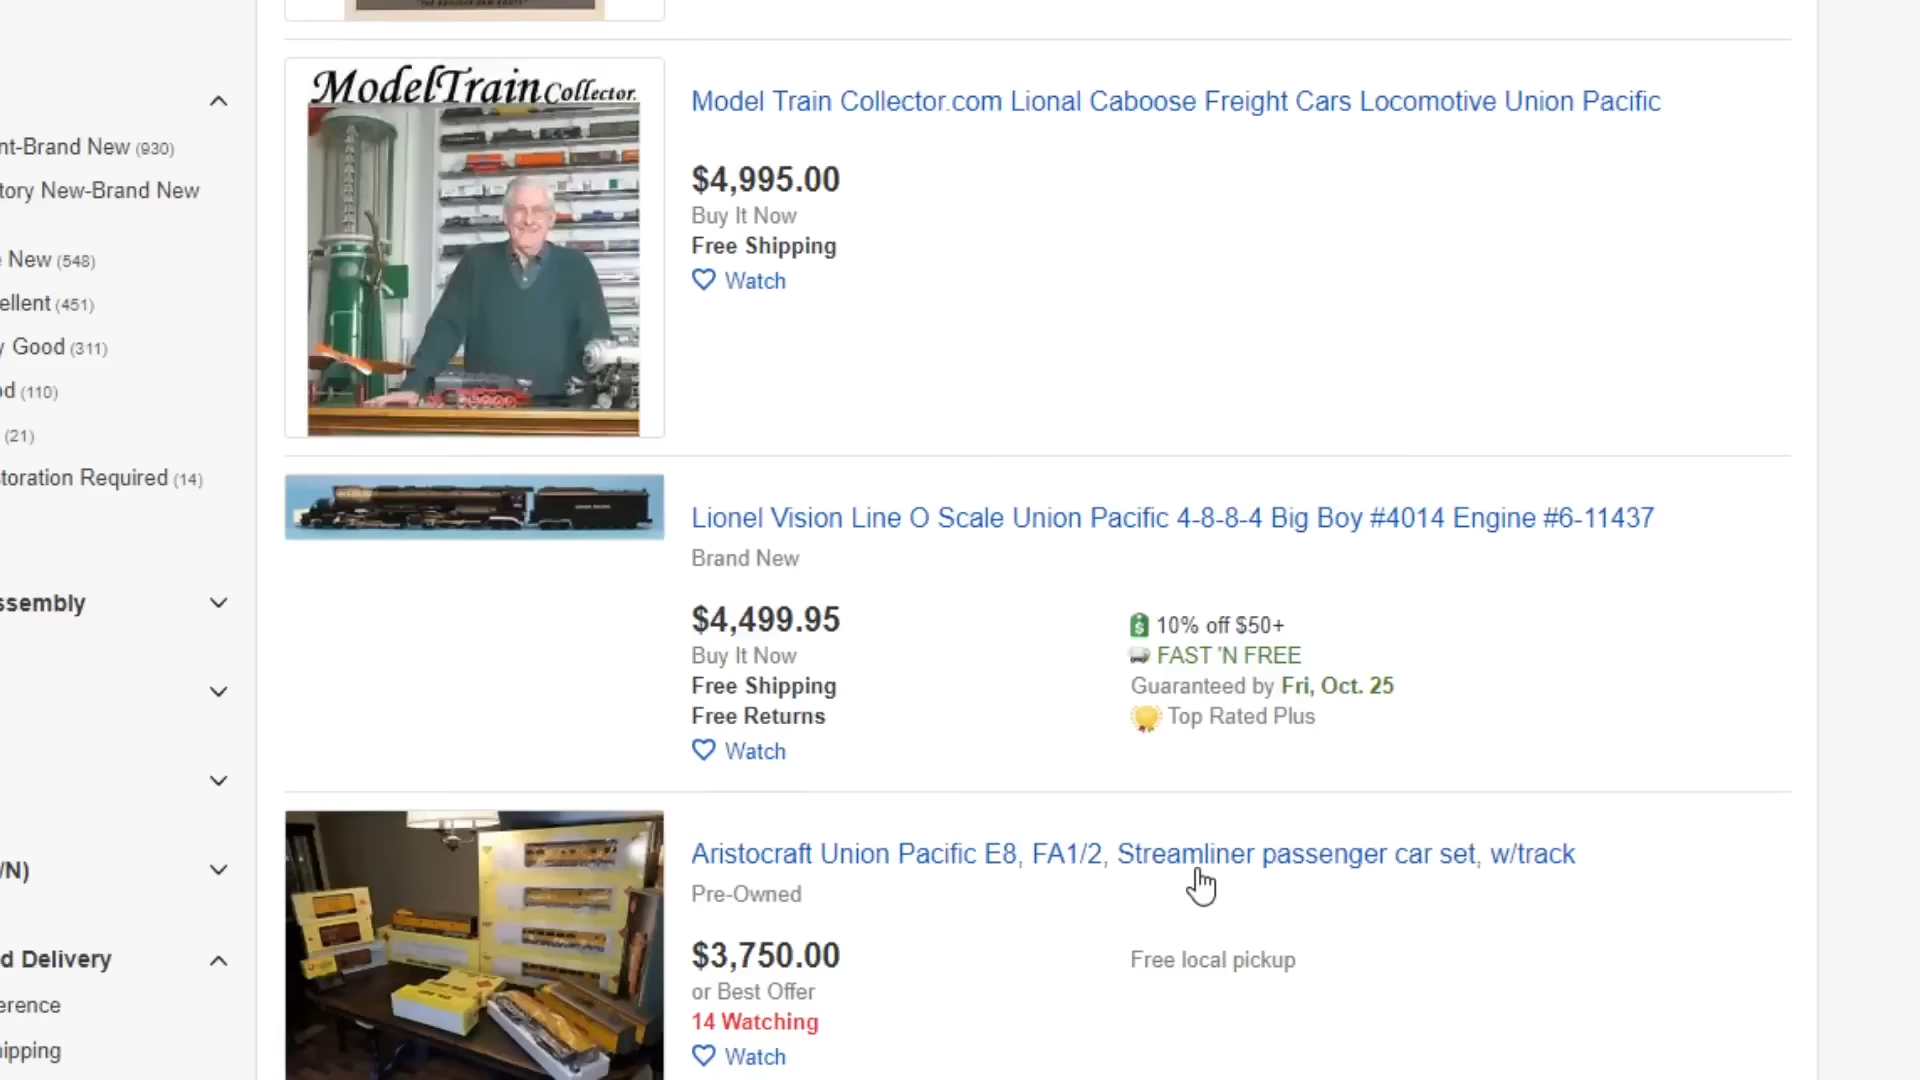 ModelTrain Collector.
Model Train Collector.com Lional Caboose Freight Cars Locomotive Union Pacific
$4,995.00
Buy It Now
Free Shipping
Watch
nt-Brand New (930)
tory New-Brand New
New (548)
ellent (451)
y Good (311)
od (110)
(21)
storation Required (14)
Lionel Vision Line O Scale Union Pacific 4-8-8-4 Big Boy #4014 Engine #6-11437
Brand New
$4,499.95
Buy It Now
Free Shipping
Free Returns
Watch
10% off $50+
FAST 'N FREE
Guaranteed by Fri, Oct. 25
Top Rated Plus
ssembly
/N)
d Delivery
erence
hipping
Aristocraft Union Pacific E8, FA1/2, Streamliner passenger car set, w/track
Pre-Owned
$3,750.00
or Best Offer
14 Watching
Watch
Free local pickup